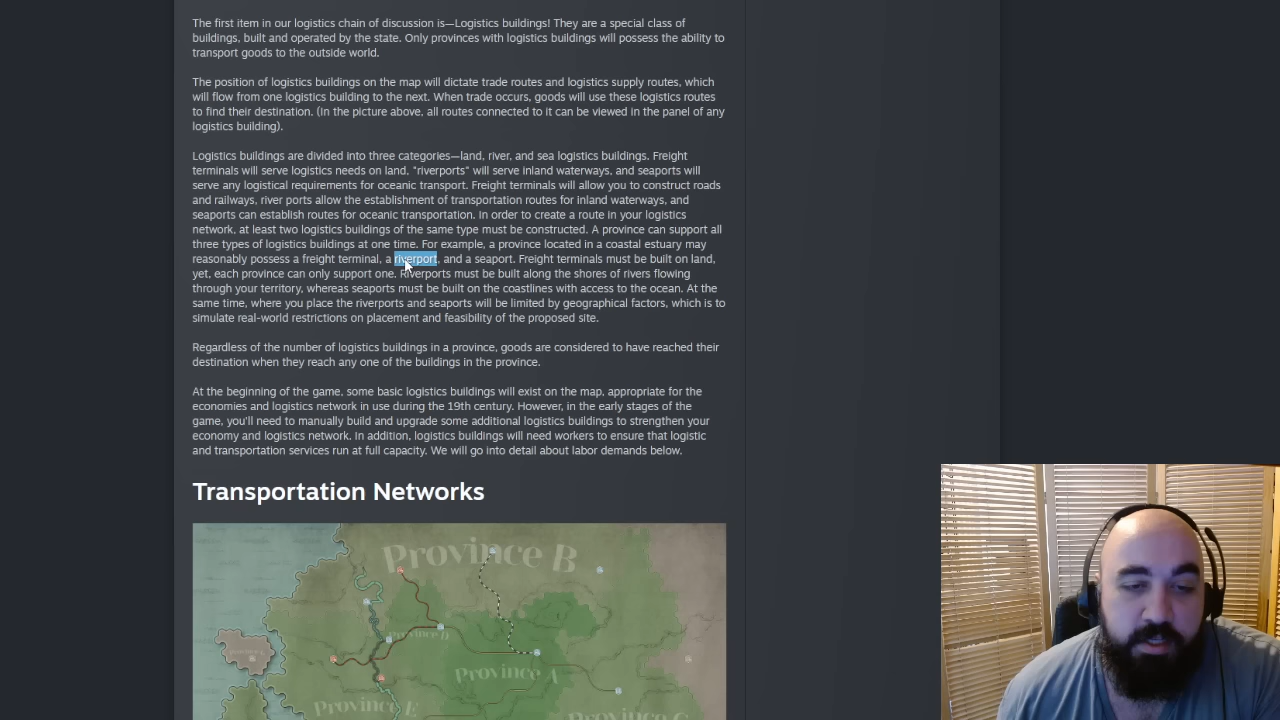 The first item in our logistics chain of discussion is—Logistics buildings! They are a special class of
buildings, built and operated by the state. Only provinces with logistics buildings will possess the ability to
transport goods to the outside world.
The position of logistics buildings on the map will dictate trade routes and logistics supply routes, which
will flow from one logistics building to the next. When trade occurs, goods will use these logistics routes
to find their destination. (In the picture above, all routes connected to it can be viewed in the panel of any
logistics building).
Logistics buildings are divided into three categories—land, river, and sea logistics buildings. Freight
terminals will serve logistics needs on land, "riverports" will serve inland waterways, and seaports will
serve any logistical requirements for oceanic transport. Freight terminals will allow you to construct roads
and railways, river ports allow the establishment of transportation routes for inland waterways, and
seaports can establish routes for oceanic transportation. In order to create a route in your logistics
network, at least two logistics buildings of the same type must be constructed. A province can support all
three types of logistics buildings at one time. For example, a province located in a coastal estuary may
reasonably possess a freight terminal, a riverport, and a seaport. Freight terminals must be built on land,
yet, each province can only support one. Riverports must be built along the shores of rivers flowing
through your territory, whereas seaports must be built on the coastlines with access to the ocean. At the
same time, where you place the riverports and seaports will be limited by geographical factors, which is to
simulate real-world restrictions on placement and feasibility of the proposed site.
Regardless of the number of logistics buildings in a province, goods are considered to have reached their
destination when they reach any one of the buildings in the province.
At the beginning of the game, some basic logistics buildings will exist on the map, appropriate for the
economies and logistics network in use during the 19th century. However, in the early stages of the
game, you'll need to manually build and upgrade some additional logistics buildings to strengthen your
economy and logistics network. In addition, logistics buildings will need workers to ensure that logistic
and transportation services run at full capacity. We will go into detail about labor demands below.
Transportation Networks
Province B
Province D
Province A
Province E